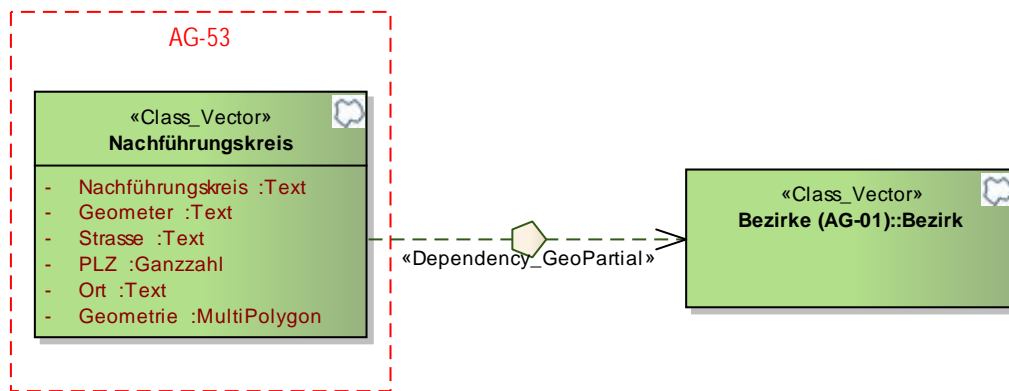 AG-53
«Class_Vector»
Nachführungskreis
- Nachführungskreis :Text
- Geometer :Text
- Strasse :Text
- PLZ :Ganzzahl
- Ort :Text
- Geometrie :MultiPolygon
«Dependency_GeoPartial»
«Class_Vector»
Bezirke (AG-01)::Bezirk